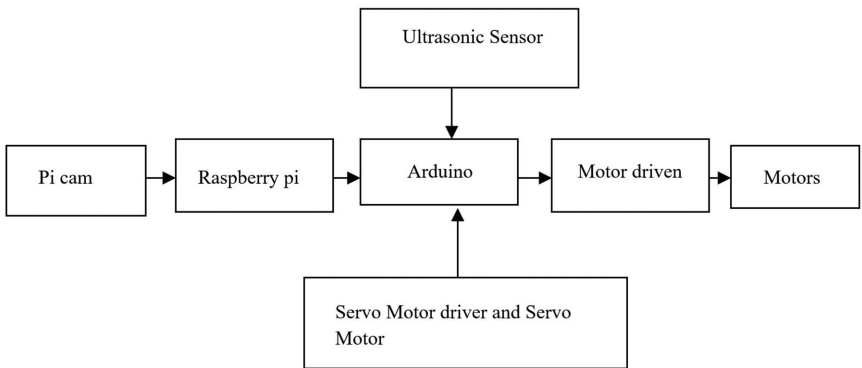 Ultrasonic Sensor
Pi cam
Raspberry pi
Arduino
Motor driven
Motors
Servo Motor driver and Servo
Motor